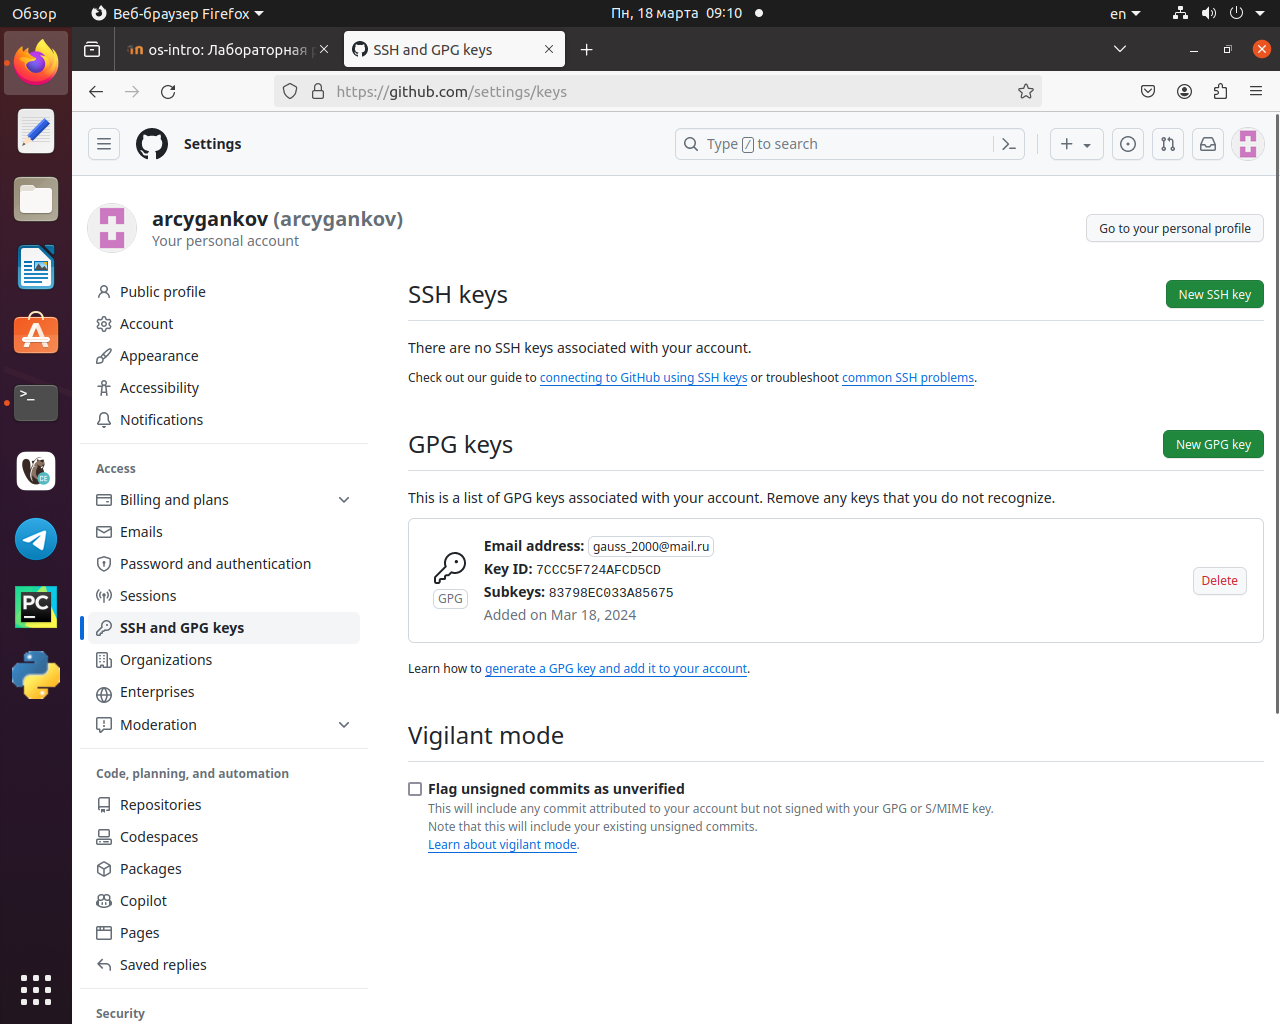 Обзор
Веб-браузер Firefox
Пн, 18 марта 09:10
en
os-intro: Лабораторная
SSH and GPG keys
https://github.com/settings/keys
Settings
Type / to search
arcygankov (arcygankov)
Your personal account
Go to your personal profile
Public profile
Account
Appearance
Accessibility
Notifications
Access
Billing and plans
Emails
Password and authentication
Sessions
SSH and GPG keys
Organizations
Enterprises
Moderation
Code, planning, and automation
Repositories
Codespaces
Packages
Copilot
Pages
Saved replies
Security
SSH keys
New SSH key
There are no SSH keys associated with your account.
Check out our guide to connecting to GitHub using SSH keys or troubleshoot common SSH problems.
GPG keys
New GPG key
This is a list of GPG keys associated with your account. Remove any keys that you do not recognize.
GPG
Email address: gauss_2000@mail.ru
Key ID: 7CCC5F724AFCD5CD
Subkeys: 83798EC033A85675
Added on Mar 18, 2024
Delete
Learn how to generate a GPG key and add it to your account.
Vigilant mode
Flag unsigned commits as unverified
This will include any commit attributed to your account but not signed with your GPG or S/MIME key.
Note that this will include your existing unsigned commits.
Learn about vigilant mode.